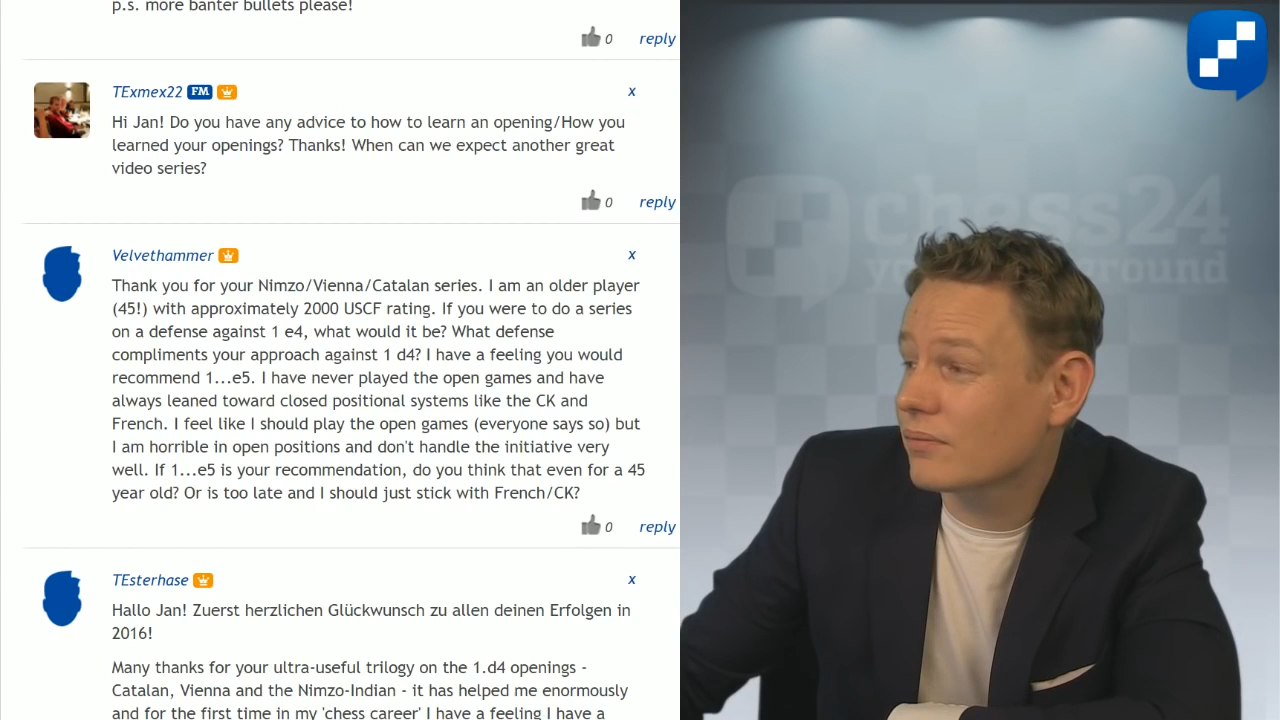 p.s. more banter bullets please!
0 reply
TExmex22 FM x
Hi Jan! Do you have any advice to how to learn an opening/How you
learned your openings? Thanks! When can we expect another great
video series?
0 reply
Velvethammer x
Thank you for your Nimzo/Vienna/Catalan series. I am an older player
(45!) with approximately 2000 USCF rating. If you were to do a series
on a defense against 1 e4, what would it be? What defense
compliments your approach against 1 d4? I have a feeling you would
recommend 1...e5. I have never played the open games and have
always leaned toward closed positional systems like the CK and
French. I feel like I should play the open games (everyone says so) but
I am horrible in open positions and don't handle the initiative very
well. If 1...e5 is your recommendation, do you think that even for a 45
year old? Or is too late and I should just stick with French/CK?
0 reply
TEsterhase x
Hallo Jan! Zuerst herzlichen Glückwunsch zu allen deinen Erfolgen in
2016!
Many thanks for your ultra-useful trilogy on the 1.d4 openings -
Catalan, Vienna and the Nimzo-Indian - it has helped me enormously
and for the first time in my 'chess career' I have a feeling I have a
chess24